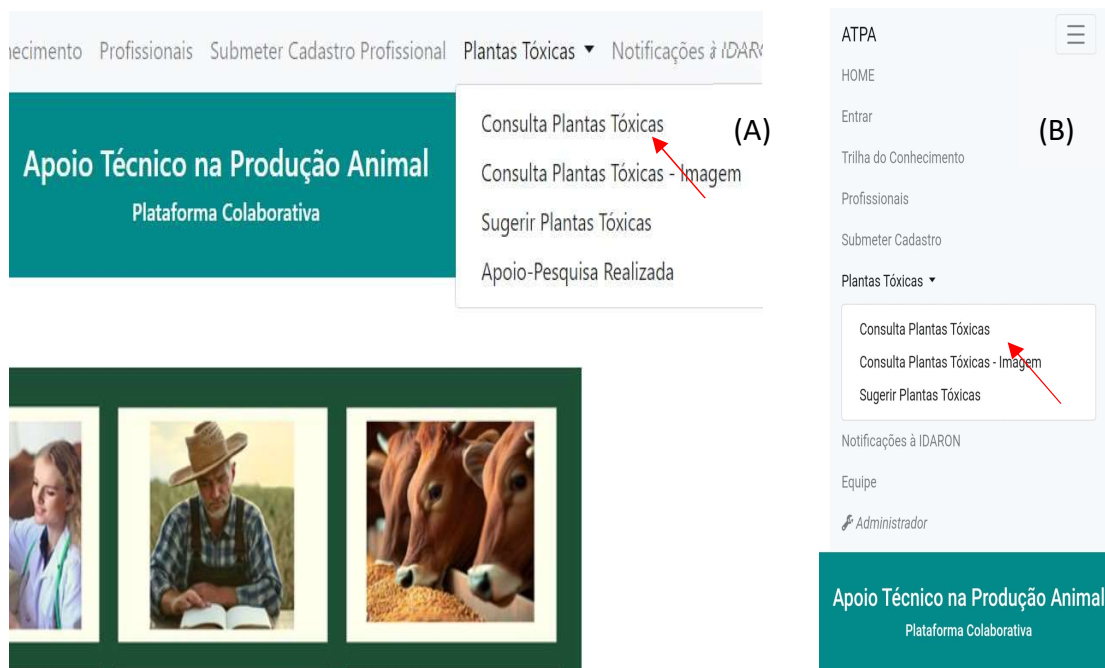 Profissionais Submeter Cadastro Profissional Plantas Tóxicas Notificações à
Consulta Plantas Tóxicas
(A)
Consulta Plantas Tóxicas - Imagem
Sugerir Plantas Tóxicas
Apoio-Pesquisa Realizada
Apoio Técnico na Produção Animal
Plataforma Colaborativa
ATPA
HOME
Entrar
(B)
Trilha do Conhecimento
Profissionais
Submeter Cadastro
Plantas Tóxicas
Consulta Plantas Tóxicas
Consulta Plantas Tóxicas - Imagem
Sugerir Plantas Tóxicas
Notificações à IDARON
Equipe
Administrador
Apoio Técnico na Produção Animal
Plataforma Colaborativa